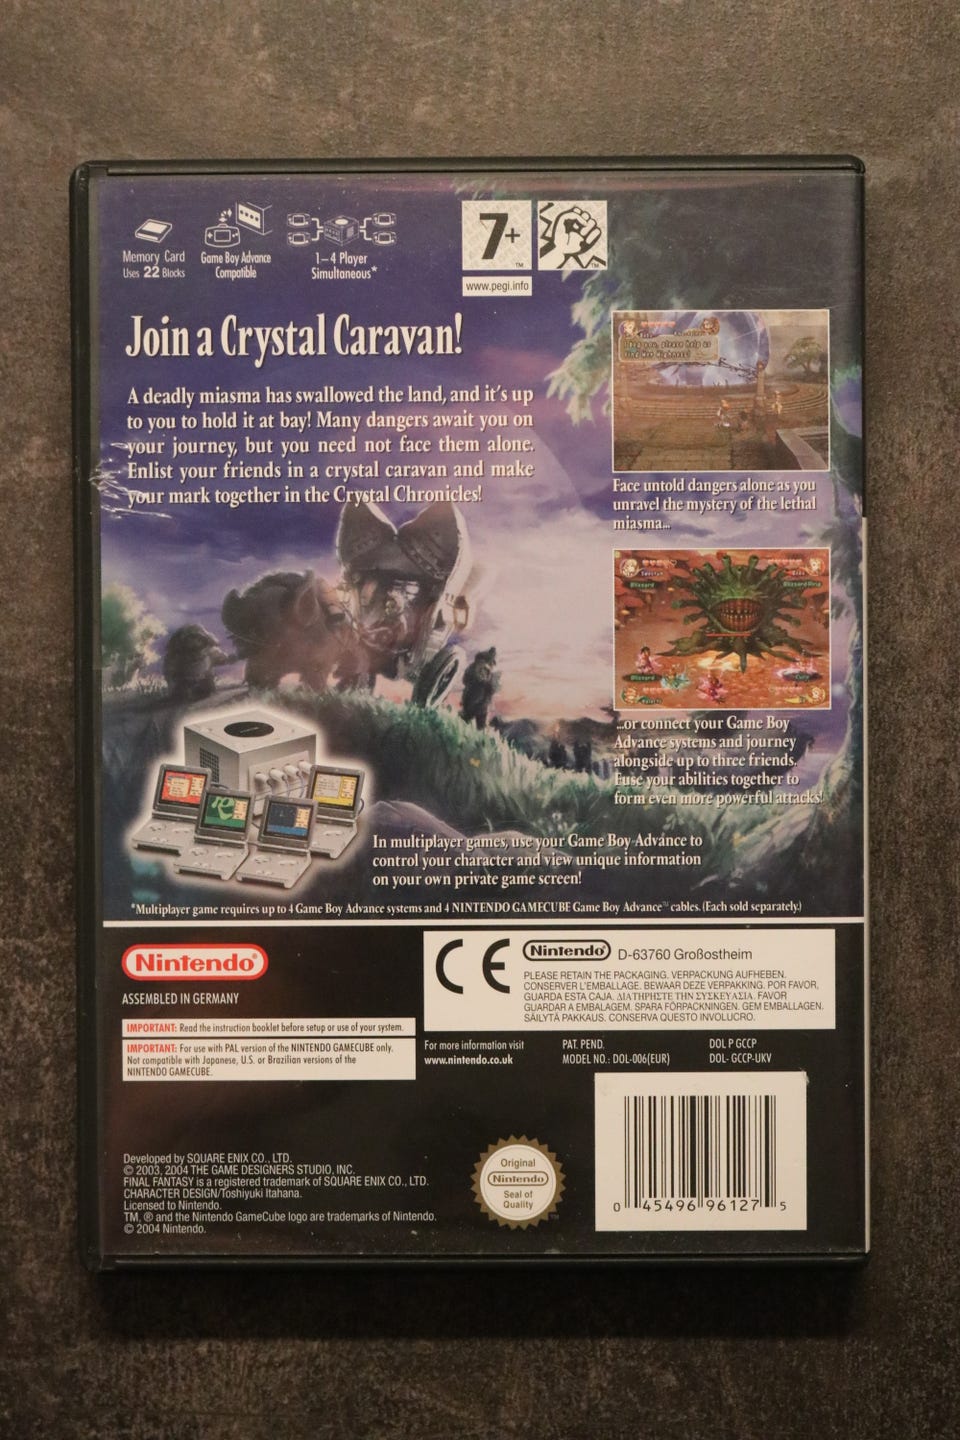 Memory Card
Uses 22 Blocks
Game Boy Advance
Compatible
1–4 Player
Simultaneous*
7+
TM
TM
www.pegi.info
Join a Crystal Caravan!
A deadly miasma has swallowed the land, and it's up
to you to hold it at bay! Many dangers await you on
your journey, but you need not face them alone.
Enlist your friends in a crystal caravan and make
your mark together in the Crystal Chronicles!
I beg you, please help us
find Her Highness!
Face untold dangers alone as you
unravel the mystery of the lethal
miasma...
Blizzard
Blizzard
...or connect your Game Boy
Advance systems and journey
alongside up to three friends.
Fuse your abilities together to
form even more powerful attacks!
In multiplayer games, use your Game Boy Advance to
control your character and view unique information
on your own private game screen!
*Multiplayer game requires up to 4 Game Boy Advance systems and 4 NINTENDO GAMECUBE Game Boy Advance™ cables. (Each sold separately.)
Nintendo®
ASSEMBLED IN GERMANY
IMPORTANT: Read the instruction booklet before setup or use of your system.
IMPORTANT: For use with PAL version of the NINTENDO GAMECUBE only.
Not compatible with Japanese, U.S. or Brazilian versions of the
NINTENDO GAMECUBE.
CE Nintendo® D-63760 Großostheim
PLEASE RETAIN THE PACKAGING. VERPACKUNG AUFHEBEN.
CONSERVER L'EMBALLAGE. BEWAAR DEZE VERPAKKING. POR FAVOR,
GUARDA ESTA CAJA. ΔΙΑΤΗΡΗΣΤΕ ΤΗΝ ΣΥΣΚΕΥΑΣΙΑ. FAVOR
GUARDAR A EMBALAGEM. SPARA FÖRPACKNINGEN. GEM EMBALLAGEN.
SÄILYTÄ PAKKAUS. CONSERVA QUESTO INVOLUCRO.
For more information visit
www.nintendo.co.uk
PAT. PEND.
MODEL NO.: DOL-006(EUR)
DOL P GCCP
DOL- GCCP-UKV
Developed by SQUARE ENIX CO., LTD.
© 2003, 2004 THE GAME DESIGNERS STUDIO, INC.
FINAL FANTASY is a registered trademark of SQUARE ENIX CO., LTD.
CHARACTER DESIGN/Toshiyuki Itahana.
Licensed to Nintendo.
TM, ® and the Nintendo GameCube logo are trademarks of Nintendo.
© 2004 Nintendo.
Original
Nintendo
Seal of
Quality
TM
0 45496 96127 5